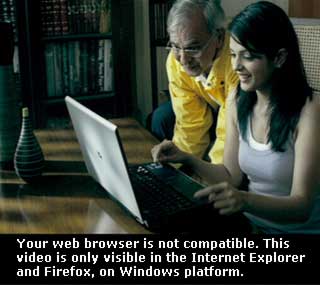 Your web browser is not compatible. This
video is only visible in the Internet Explorer
and Firefox, on Windows platform.